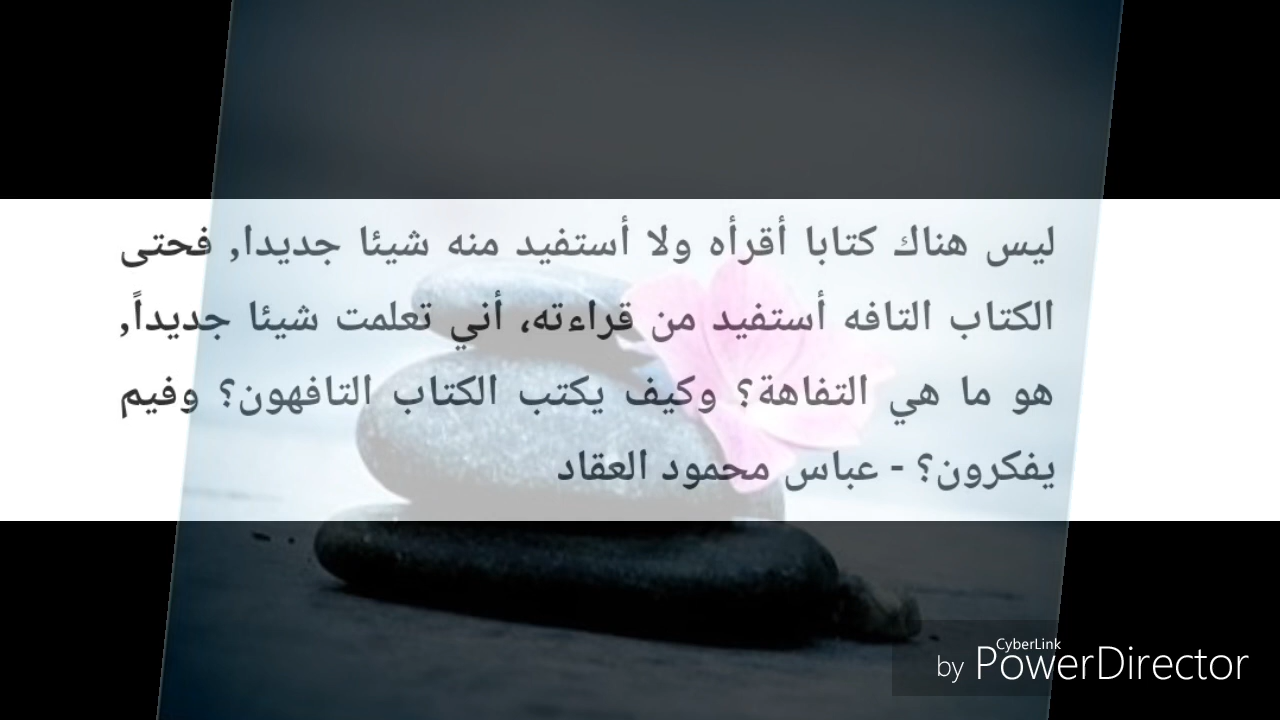 ليس هناك كتابا أقرأه ولا أستفيد منه شيئا جديدا, فحتى
الكتاب التافه أستفيد من قراءته، أني تعلمت شيئا جديداً,
هو ما هي التفاهة؟ وكيف يكتب الكتاب التافهون؟ وفيم
يفكرون؟ - عباس محمود العقاد
CyberLink
by PowerDirector